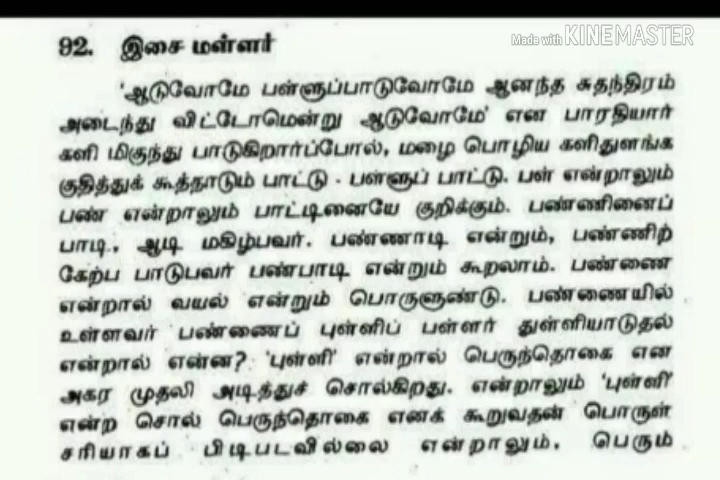 Made with KINEMASTER
92. இசை மள்ளர்
'ஆடுவோமே பள்ளுப்பாடுவோமே ஆனந்த சுதந்திரம்
அடைந்து விட்டோமென்று ஆடுவோமே' என பாரதியார்
களி மிகுந்து பாடுகிறார்ப்போல், மழை பொழிய களிதுளங்க
குதித்துக் கூத்தாடும் பாட்டு - பள்ளுப் பாட்டு. பள் என்றாலும்
பண் என்றாலும் பாட்டினையே குறிக்கும். பண்ணினைப்
பாடி, ஆடி மகிழ்பவர். பண்ணாடி என்றும், பண்ணிற்
கேற்ப பாடுபவர் பண்பாடி என்றும் கூறலாம். பண்ணை
என்றால் வயல் என்றும் பொருளுண்டு. பண்ணையில்
உள்ளவர் பண்ணைப் புள்ளிப் பள்ளர் துள்ளியாடுதல்
என்றால் என்ன? 'புள்ளி' என்றால் பெருந்தொகை என
அகர முதலி அடித்துச் சொல்கிறது. என்றாலும் 'புள்ளி'
என்ற சொல் பெருந்தொகை எனக் கூறுவதன் பொருள்
சரியாகப் பிடிபடவில்லை என்றாலும், பெரும்